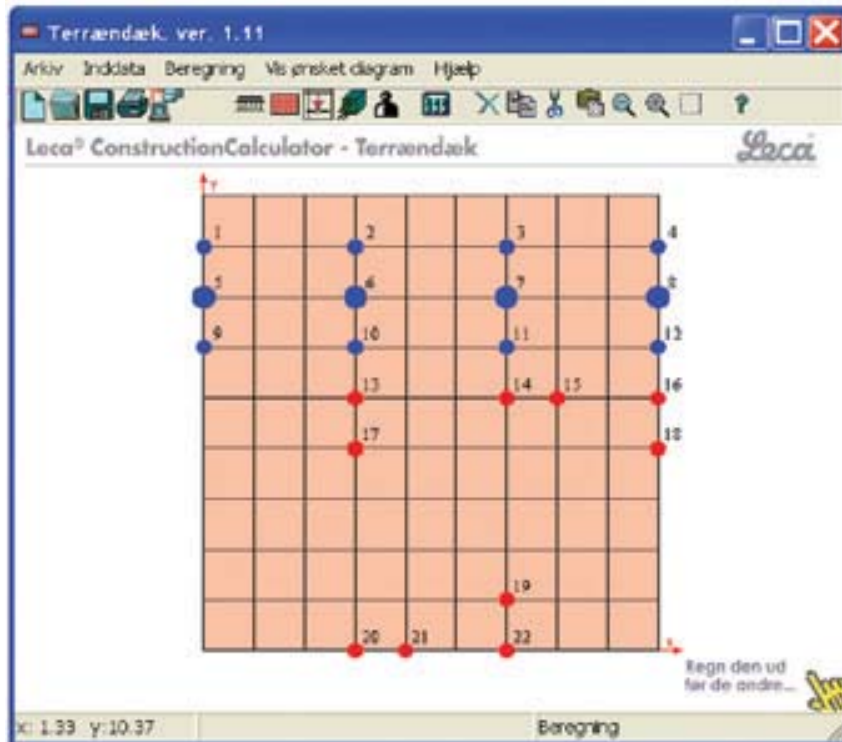 Terrændæk. ver. 1.11
Arkiv Inddata Beregning Vis ønsket diagram Hjælp
Leca® ConstructionCalculator - Terrændæk
Leca®
Y
1 2 3 4
5 6 7 8
9 10 11 12
13 14 15 16
17 18
19
20 21 22
x
Regn den ud
før de andre...
x: 1.33 y:10.37 Beregning